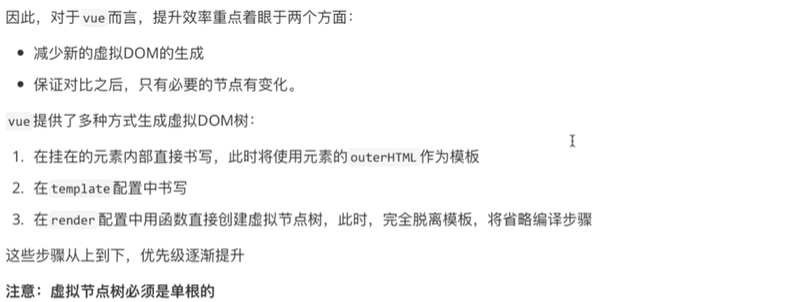 因此，对于vue而言，提升效率重点着眼于两个方面：
减少新的虚拟DOM的生成
保证对比之后，只有必要的节点有变化。
vue提供了多种方式生成虚拟DOM树：
1. 在挂在的元素内部直接书写，此时将使用元素的outerHTML作为模板
2. 在template配置中书写
3. 在render配置中用函数直接创建虚拟节点树，此时，完全脱离模板，将省略编译步骤
这些步骤从上到下，优先级逐渐提升
注意：虚拟节点树必须是单根的